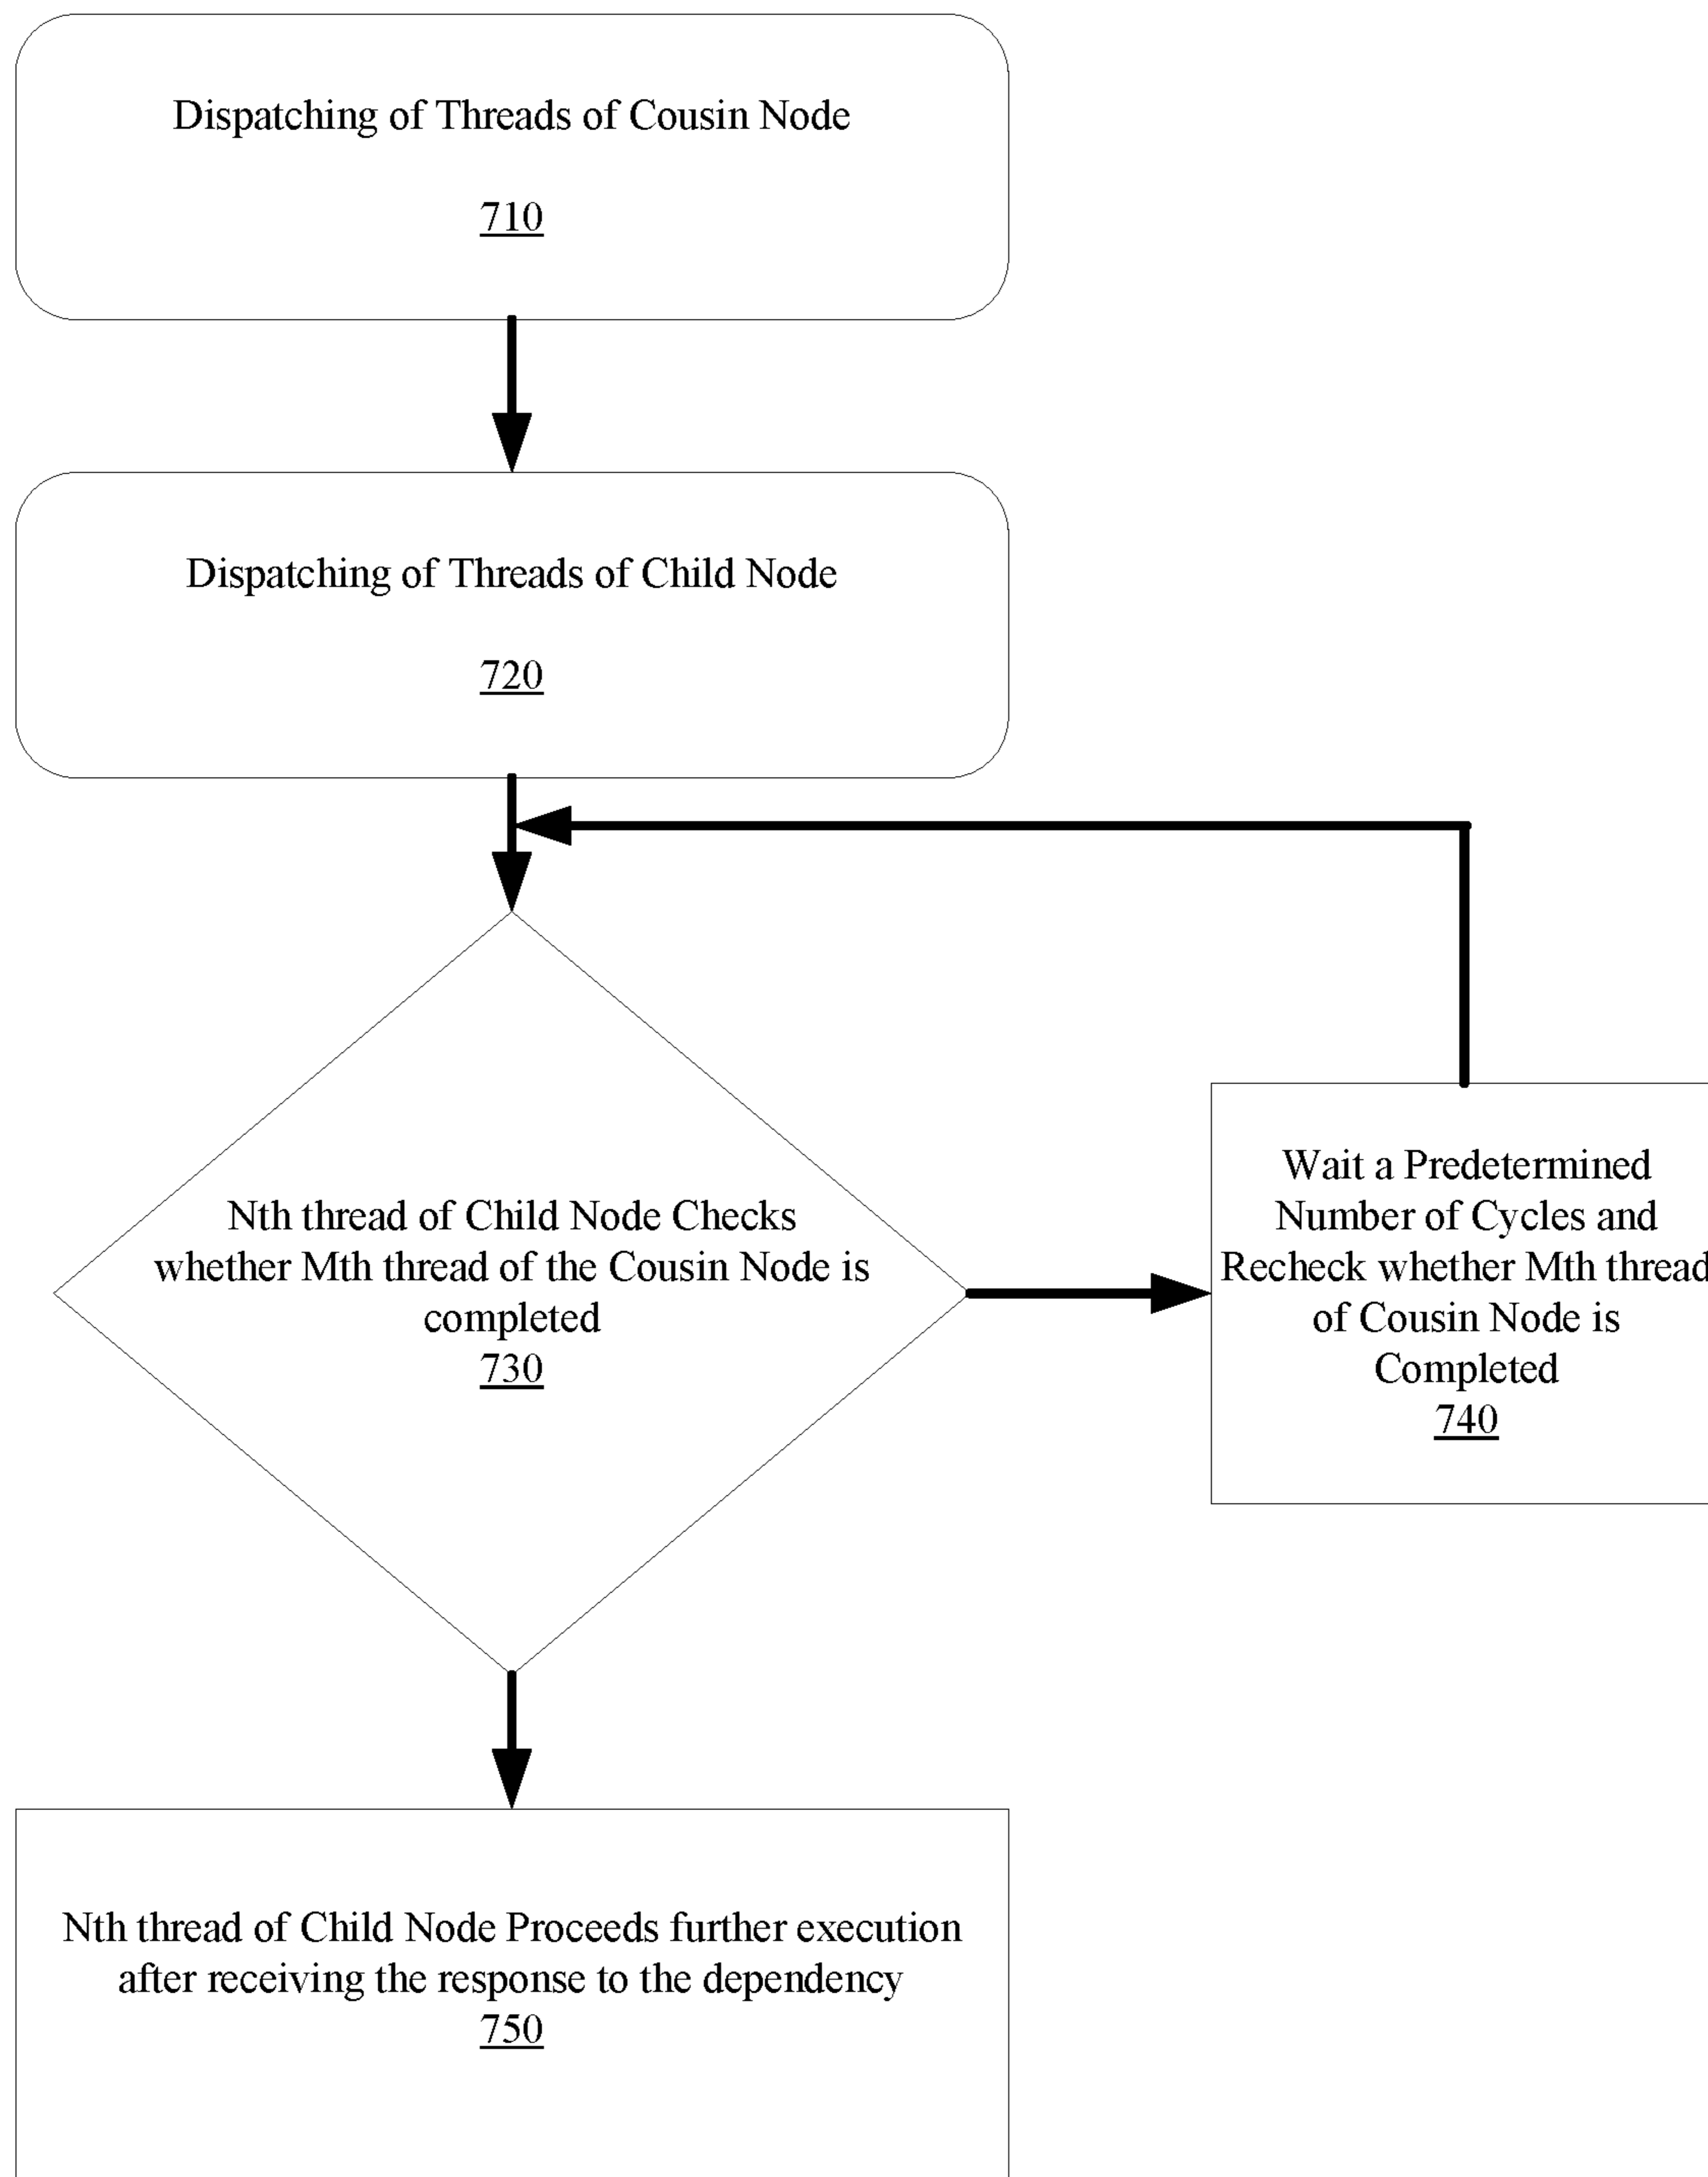 Dispatching of Threads of Cousin Node
710
Dispatching of Threads of Child Node
720
Nth thread of Child Node Checks
whether Mth thread of the Cousin Node is
completed
730
Wait a Predetermined
Number of Cycles and
Recheck whether Mth thread
of Cousin Node is
Completed
740
Nth thread of Child Node Proceeds further execution
after receiving the response to the dependency
750